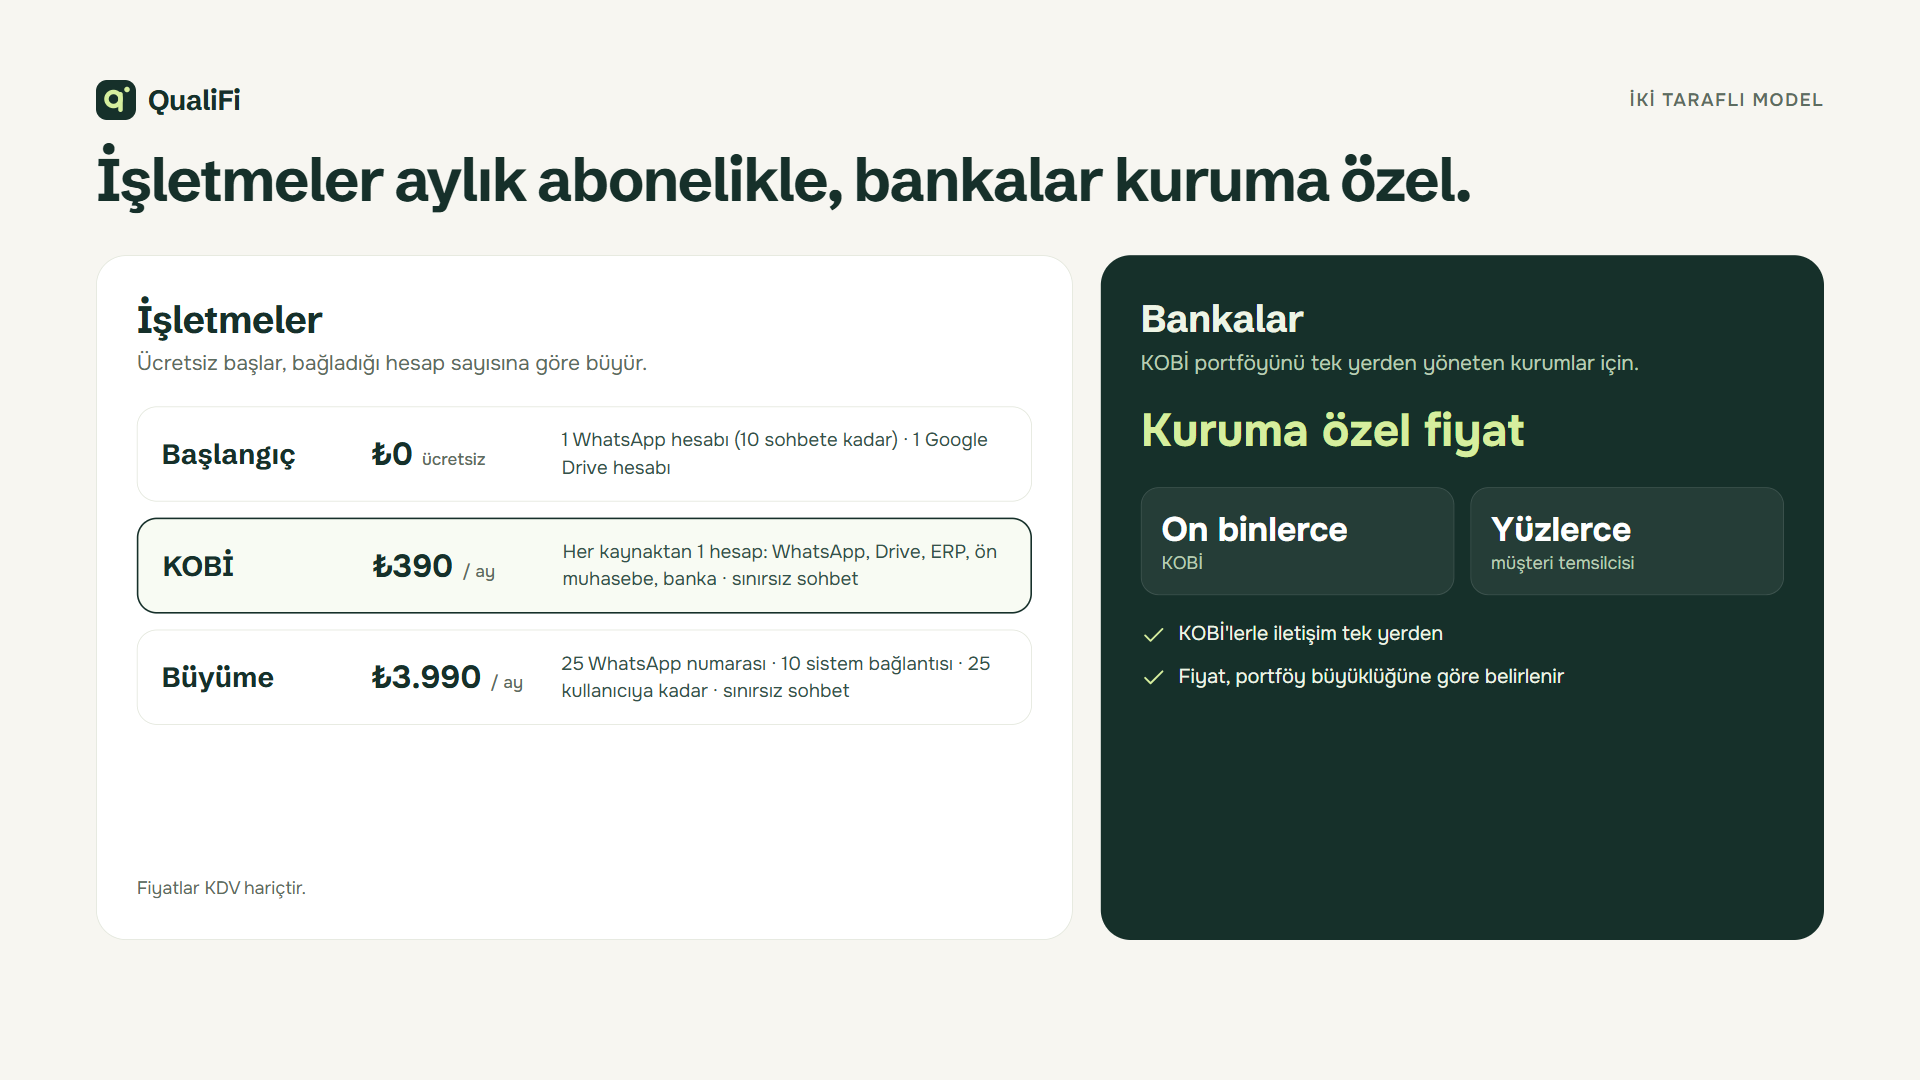 QualiFi
İKİ TARAFLI MODEL
İşletmeler aylık abonelikle, bankalar kuruma özel.
İşletmeler
Ücretsiz başlar, bağladığı hesap sayısına göre büyür.
Başlangıç
₺0 ücretsiz
1 WhatsApp hesabı (10 sohbete kadar) · 1 Google
Drive hesabı
KOBİ
₺390 / ay
Her kaynaktan 1 hesap: WhatsApp, Drive, ERP, ön
muhasebe, banka · sınırsız sohbet
Büyüme
₺3.990 / ay
25 WhatsApp numarası · 10 sistem bağlantısı · 25
kullanıcıya kadar · sınırsız sohbet
Fiyatlar KDV hariçtir.
Bankalar
KOBİ portföyünü tek yerden yöneten kurumlar için.
Kuruma özel fiyat
On binlerce
KOBİ
Yüzlerce
müşteri temsilcisi
KOBİ'lerle iletişim tek yerden
Fiyat, portföy büyüklüğüne göre belirlenir